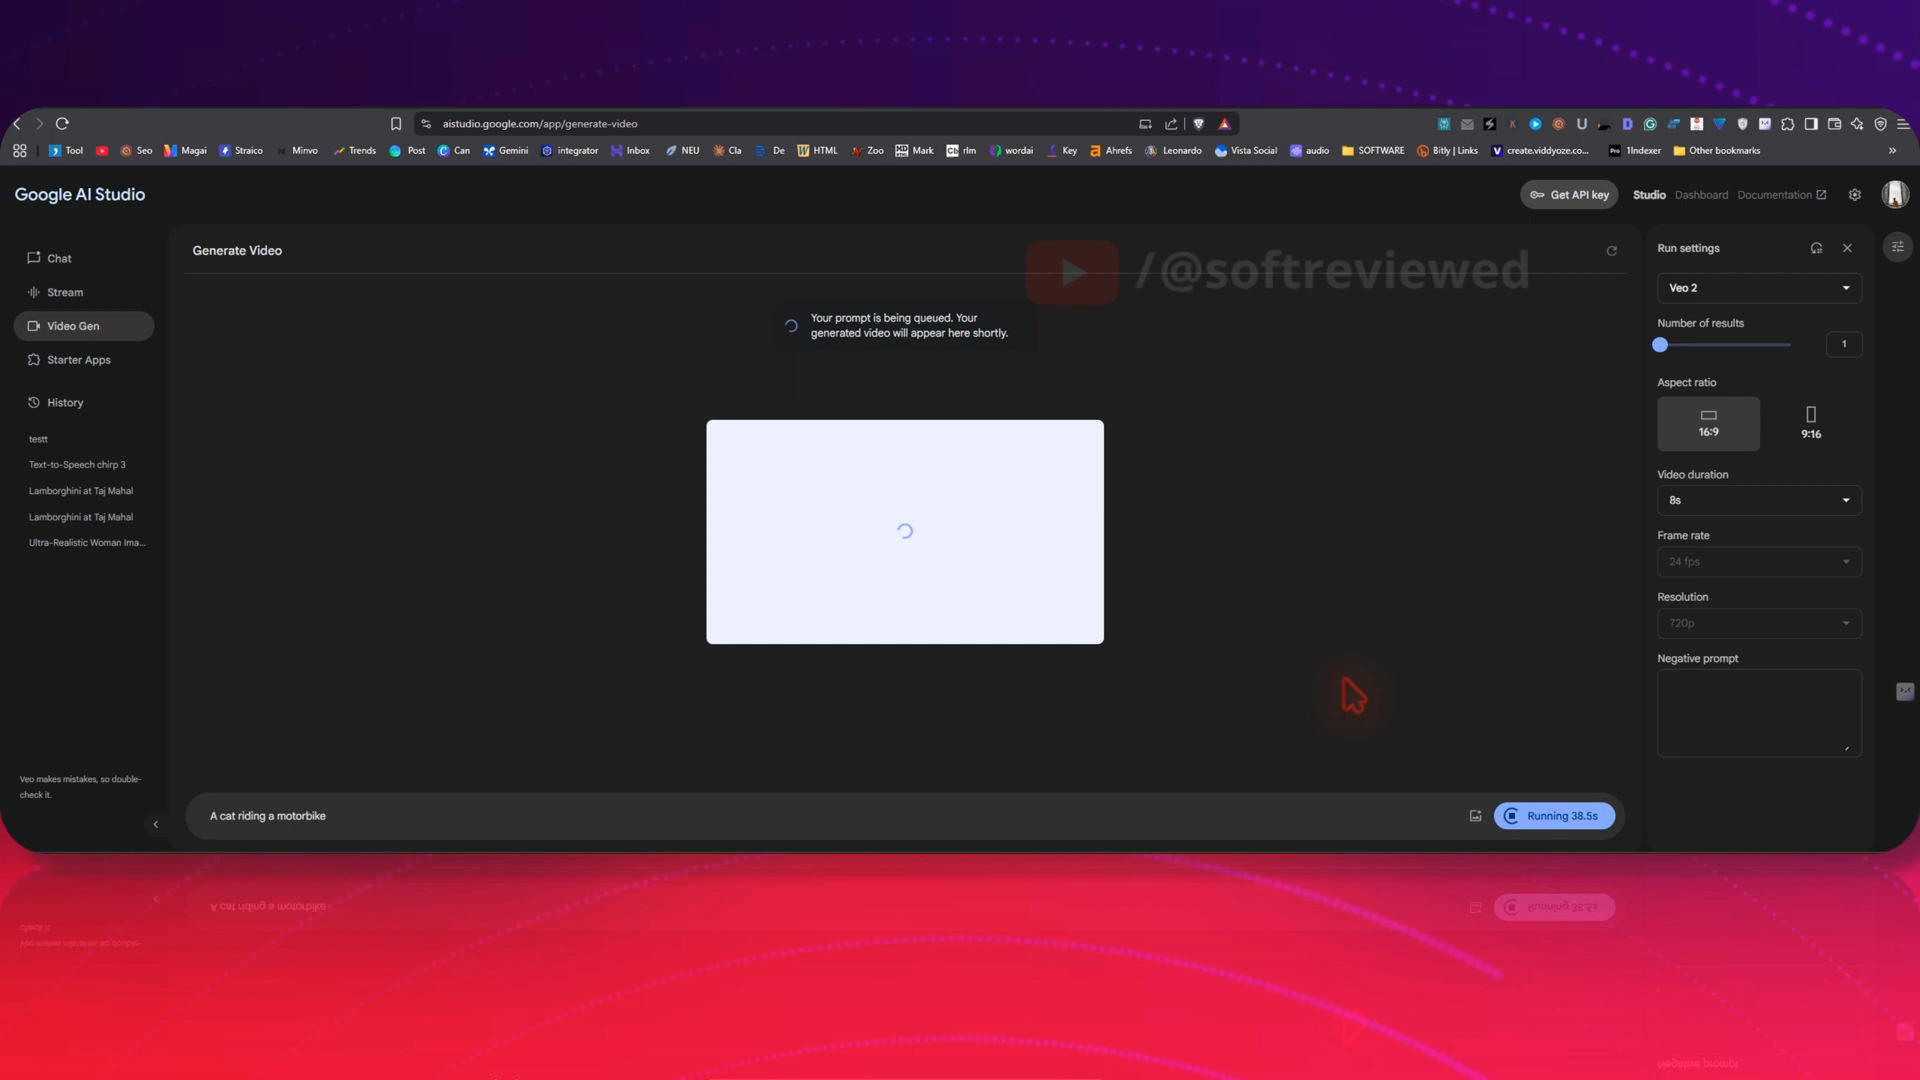 aistudio.google.com/app/generate-video
Tool Seo Magai Straico Minvo Trends Post Can Gemini integrator Inbox NEU Cla De HTML Zoo Mark rlm wordai Key Ahrefs Leonardo Vista Social audio SOFTWARE Bitly | Links create.viddyoze.co... 1Indexer Other bookmarks
Google AI Studio
Get API key Studio Dashboard Documentation
Chat
Stream
Video Gen
Starter Apps
History
testt
Text-to-Speech chirp 3
Lamborghini at Taj Mahal
Lamborghini at Taj Mahal
Ultra-Realistic Woman Ima...
Veo makes mistakes, so double-
check it.
Generate Video
/@softreviewed
Your prompt is being queued. Your
generated video will appear here shortly.
A cat riding a motorbike
Running 38.5s
Run settings
Veo 2
Number of results
1
Aspect ratio
16:9
9:16
Video duration
8s
Frame rate
24 fps
Resolution
720p
Negative prompt